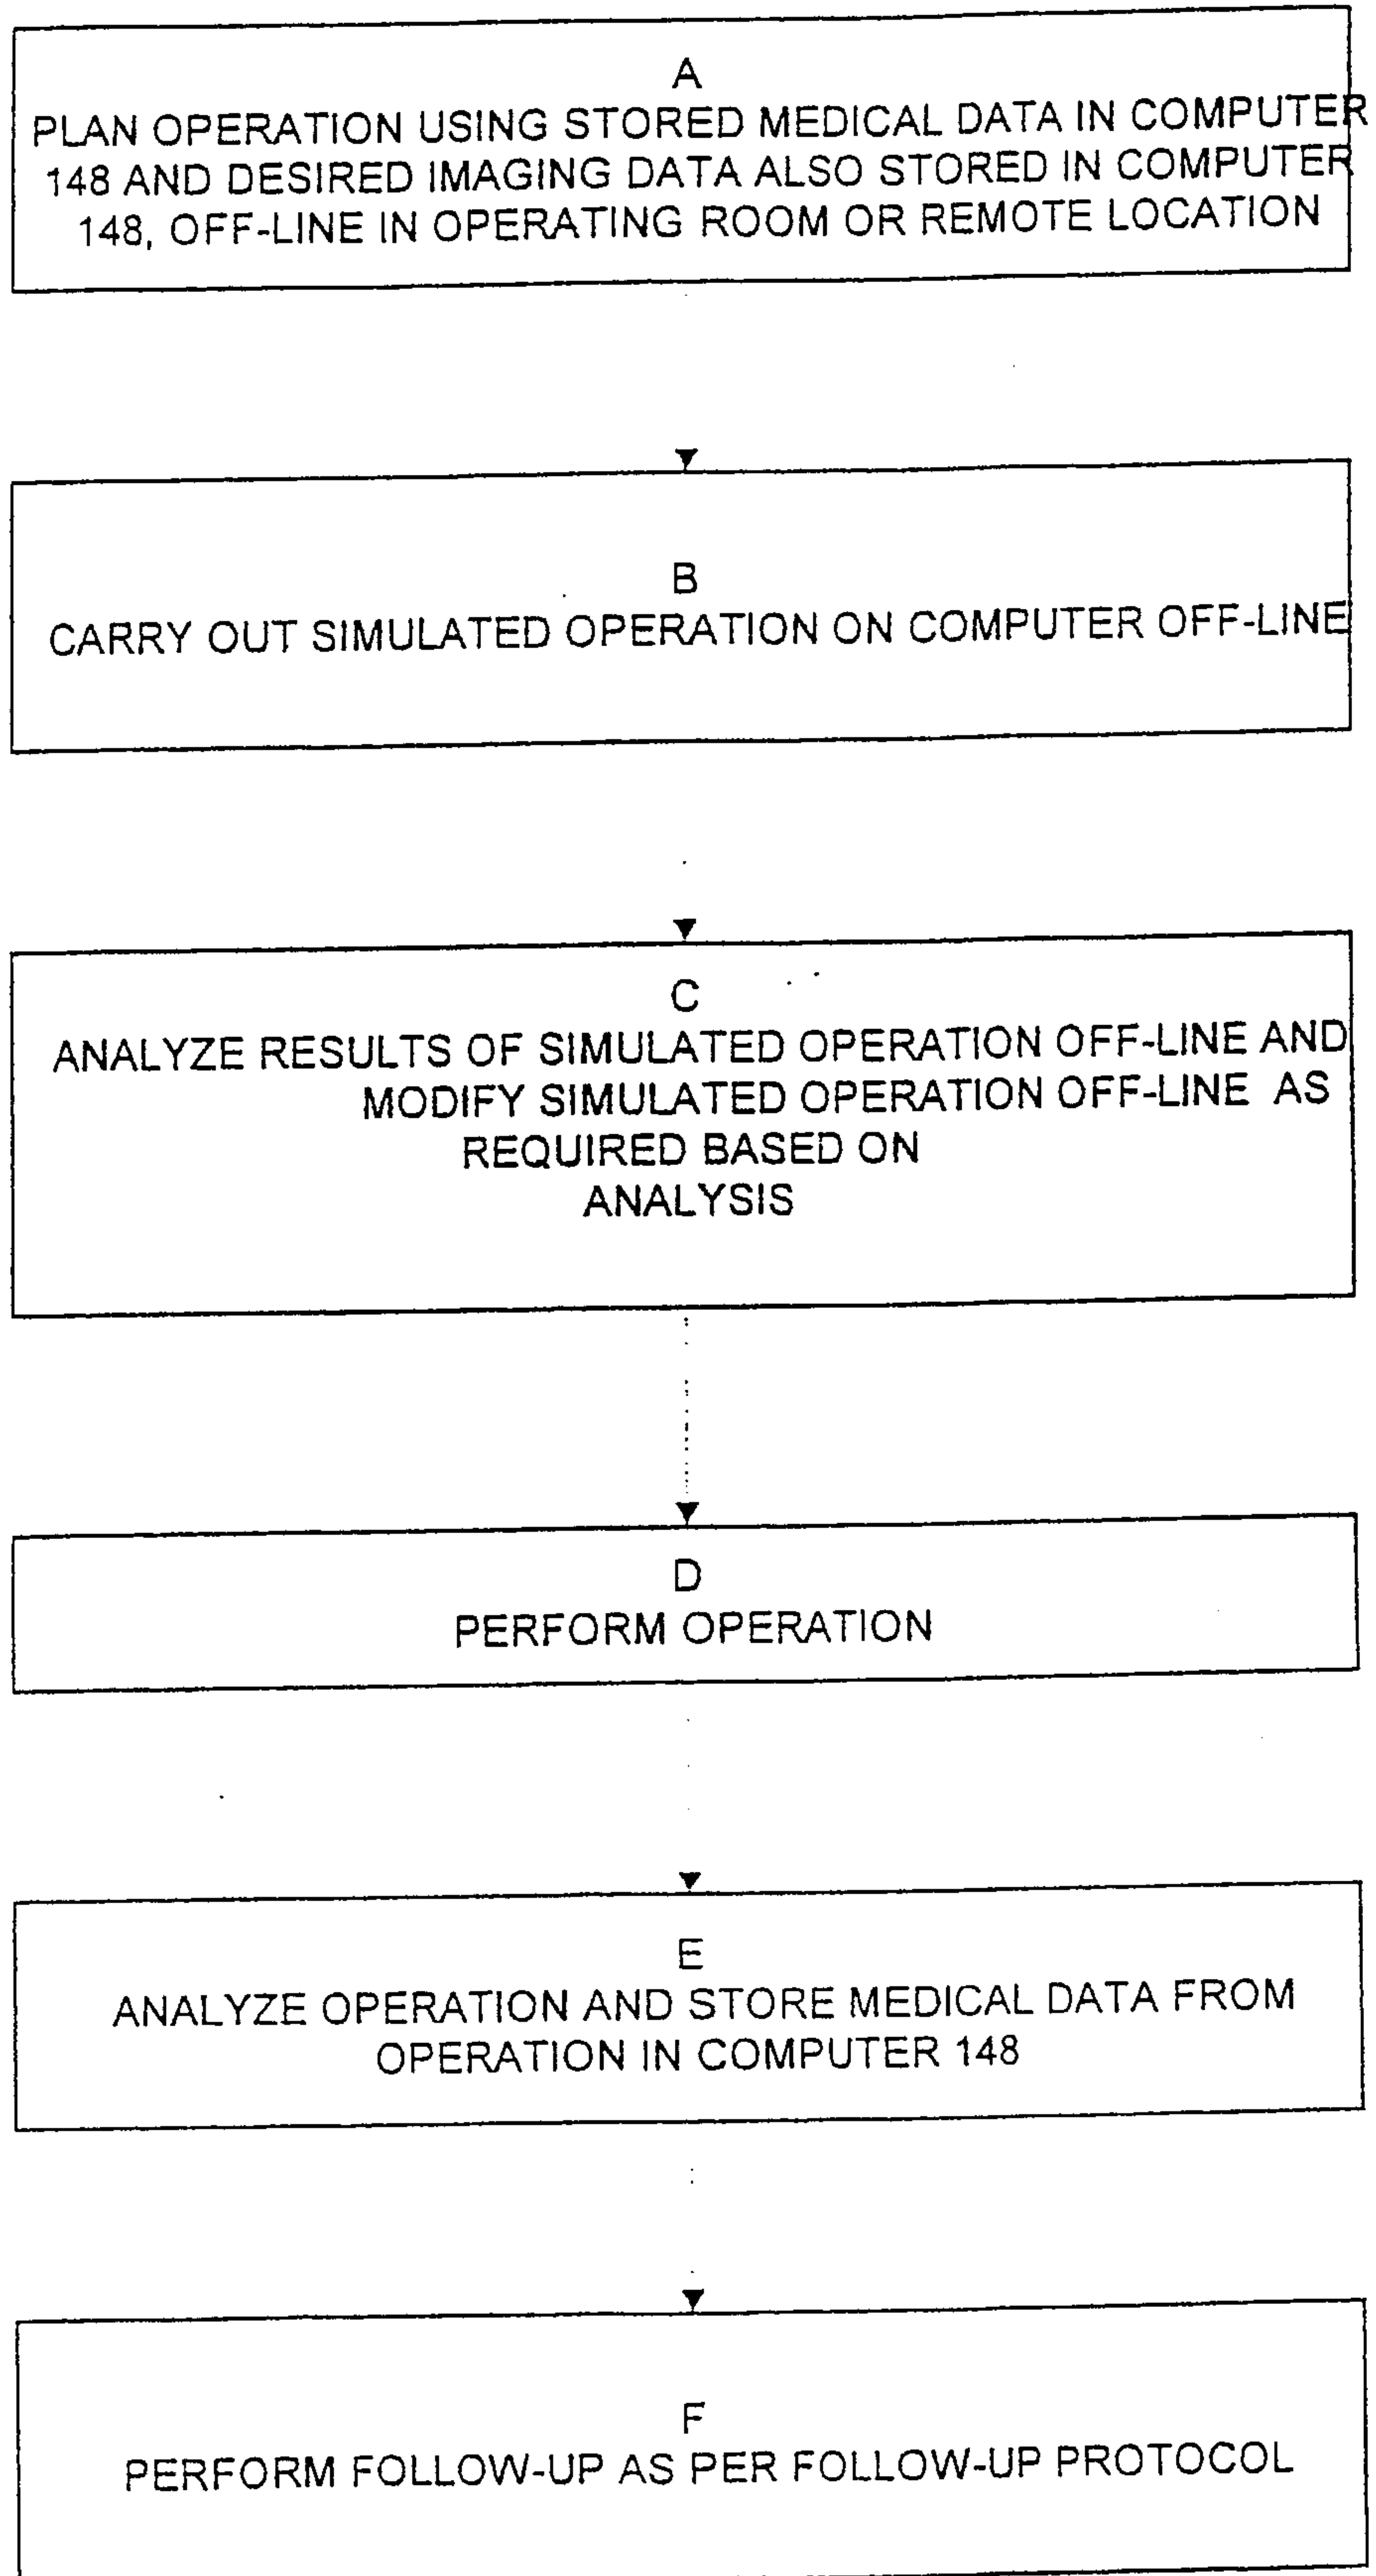 A
PLAN OPERATION USING STORED MEDICAL DATA IN COMPUTER
148 AND DESIRED IMAGING DATA ALSO STORED IN COMPUTER
148, OFF-LINE IN OPERATING ROOM OR REMOTE LOCATION
B
CARRY OUT SIMULATED OPERATION ON COMPUTER OFF-LINE
C
ANALYZE RESULTS OF SIMULATED OPERATION OFF-LINE AND
MODIFY SIMULATED OPERATION OFF-LINE AS
REQUIRED BASED ON
ANALYSIS
D
PERFORM OPERATION
E
ANALYZE OPERATION AND STORE MEDICAL DATA FROM
OPERATION IN COMPUTER 148
F
PERFORM FOLLOW-UP AS PER FOLLOW-UP PROTOCOL